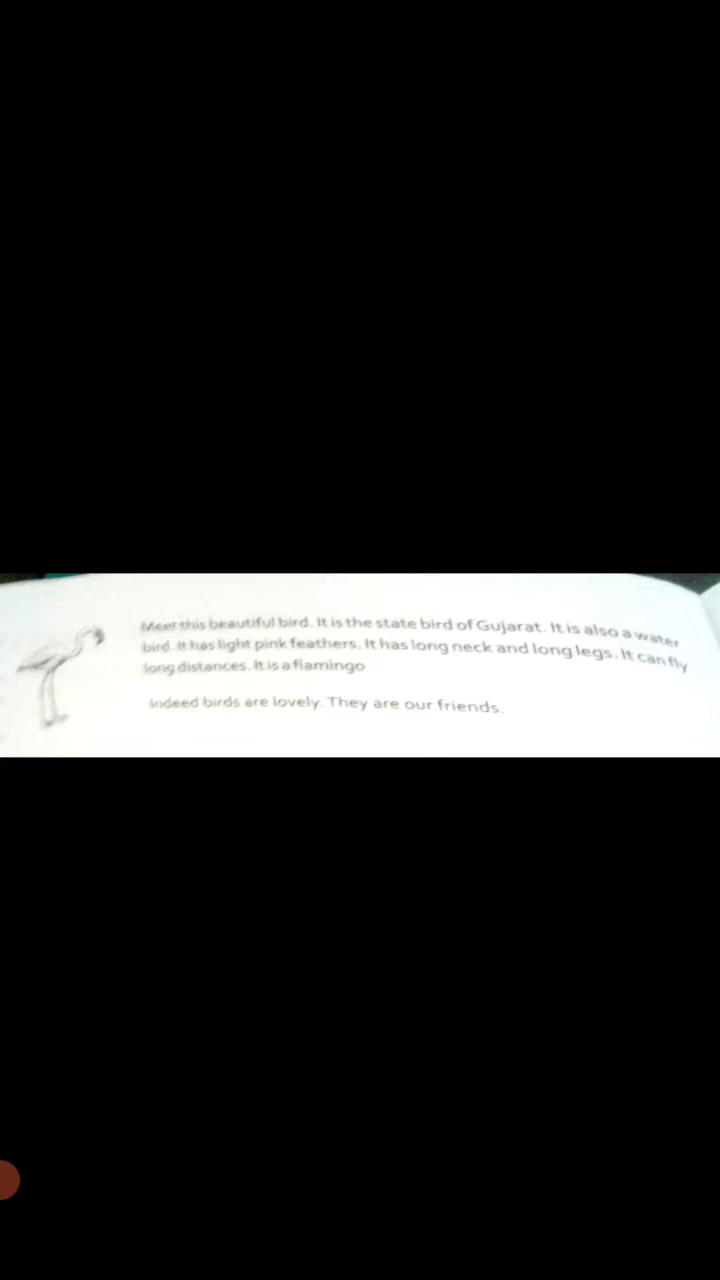 Meet this beautiful bird. It is the state bird of Gujarat. It is also a water
bird. It has light pink feathers. It has long neck and long legs. It can fly
long distances. It is a flamingo
Indeed birds are lovely. They are our friends.